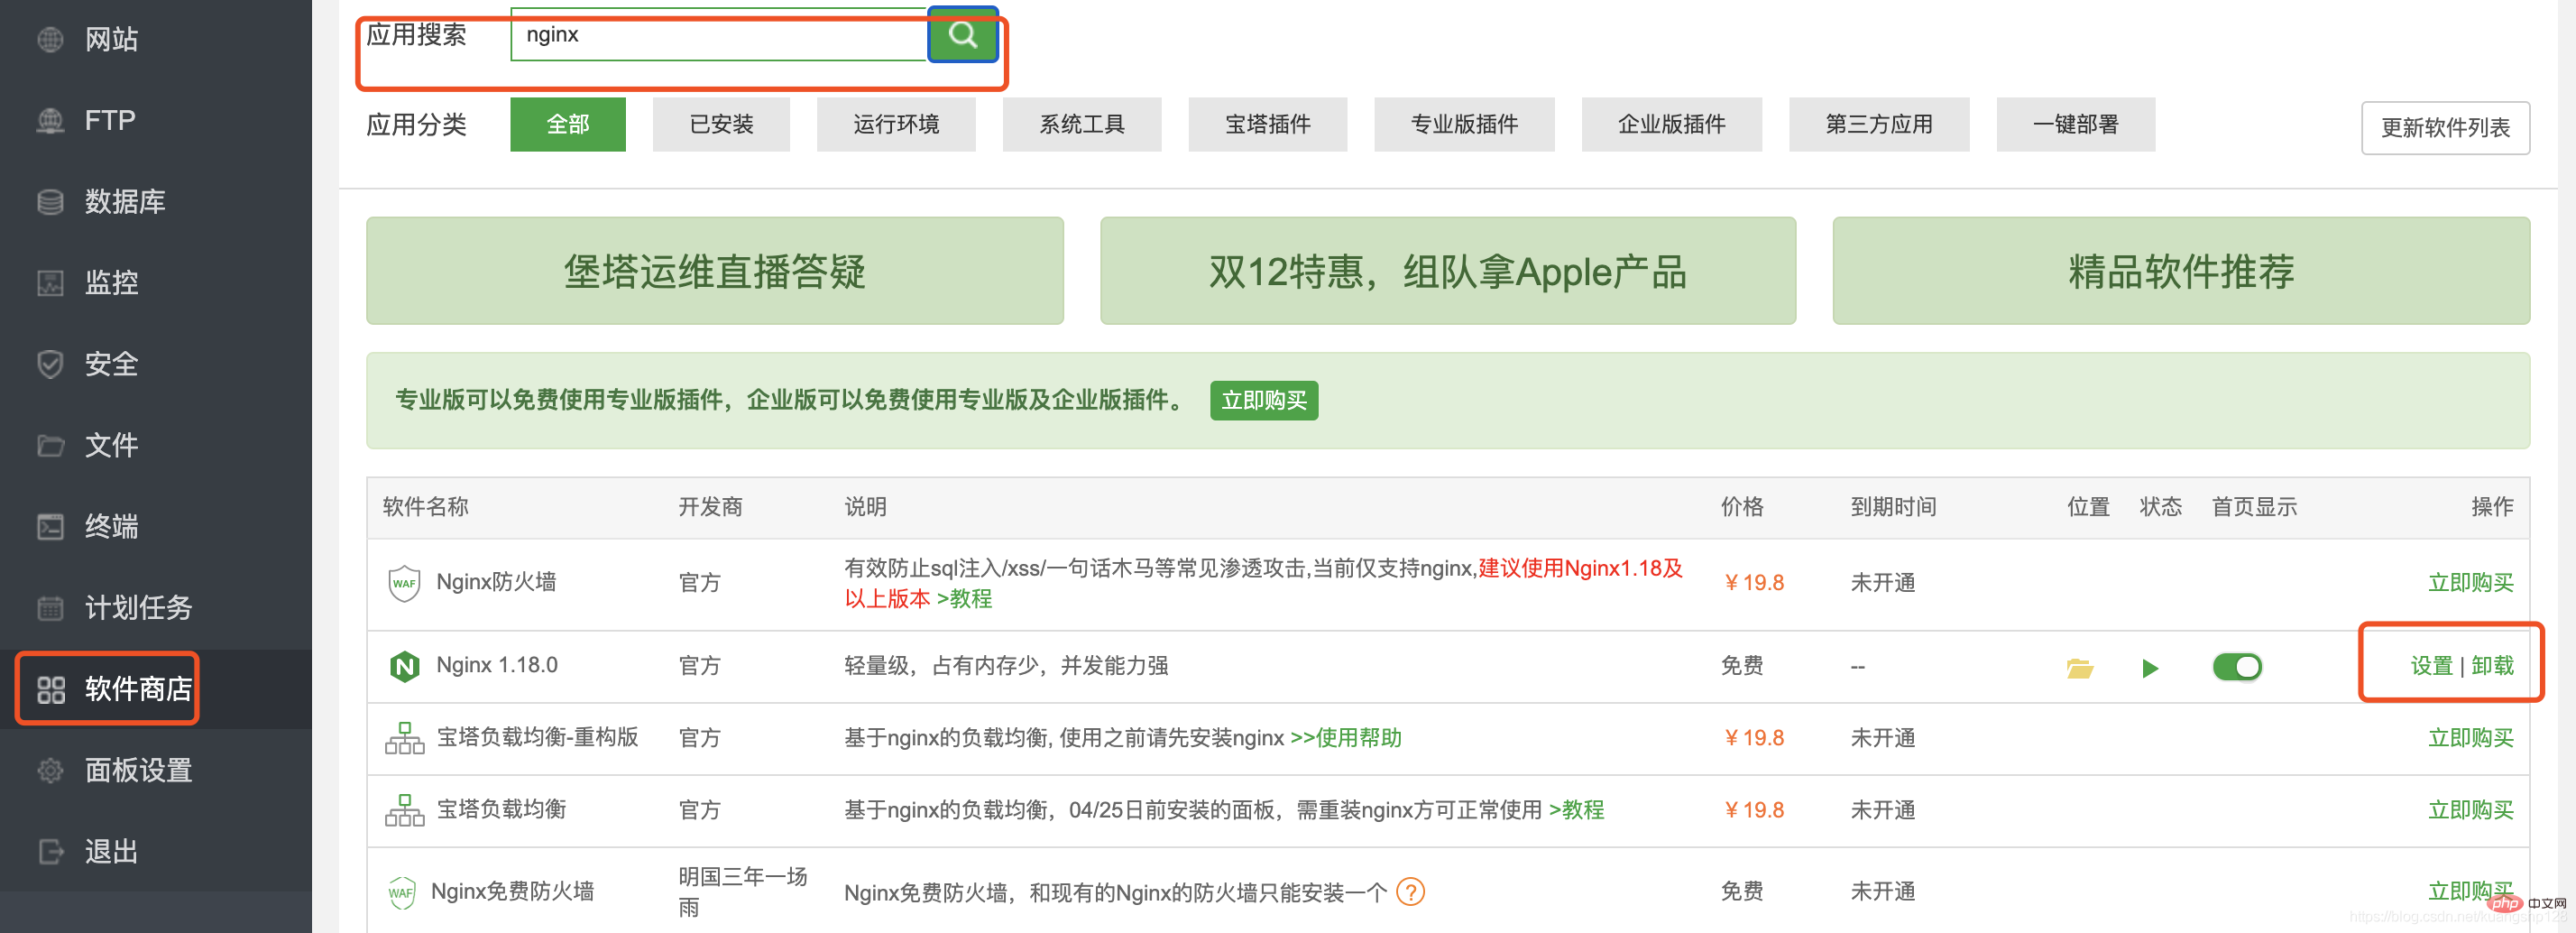 网站
FTP
数据库
监控
安全
文件
终端
计划任务
软件商店
面板设置
退出
应用搜索 nginx
应用分类 全部 已安装 运行环境 系统工具 宝塔插件 专业版插件 企业版插件 第三方应用 一键部署 更新软件列表
堡塔运维直播答疑 双12特惠，组队拿Apple产品 精品软件推荐
专业版可以免费使用专业版插件，企业版可以免费使用专业版及企业版插件。 立即购买
软件名称 开发商 说明 价格 到期时间 位置 状态 首页显示 操作
WAF Nginx防火墙 官方 有效防止sql注入/xss/一句话木马等常见渗透攻击,当前仅支持nginx,建议使用Nginx1.18及
以上版本 >教程 ￥19.8 未开通 立即购买
N Nginx 1.18.0 官方 轻量级，占有内存少，并发能力强 免费 -- 设置 | 卸载
宝塔负载均衡-重构版 官方 基于nginx的负载均衡, 使用之前请先安装nginx >>使用帮助 ￥19.8 未开通 立即购买
宝塔负载均衡 官方 基于nginx的负载均衡，04/25日前安装的面板，需重装nginx方可正常使用 >教程 ￥19.8 未开通 立即购买
WAF Nginx免费防火墙 明国三年一场
雨 Nginx免费防火墙，和现有的Nginx的防火墙只能安装一个 ? 免费 未开通 立即购买
php 中文网
https://blog.csdn.net/kuangshp128